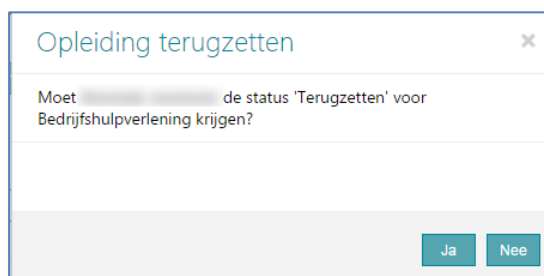 Opleiding terugzetten
Moet de status 'Terugzetten' voor
Bedrijfshulpverlening krijgen?
Ja Nee